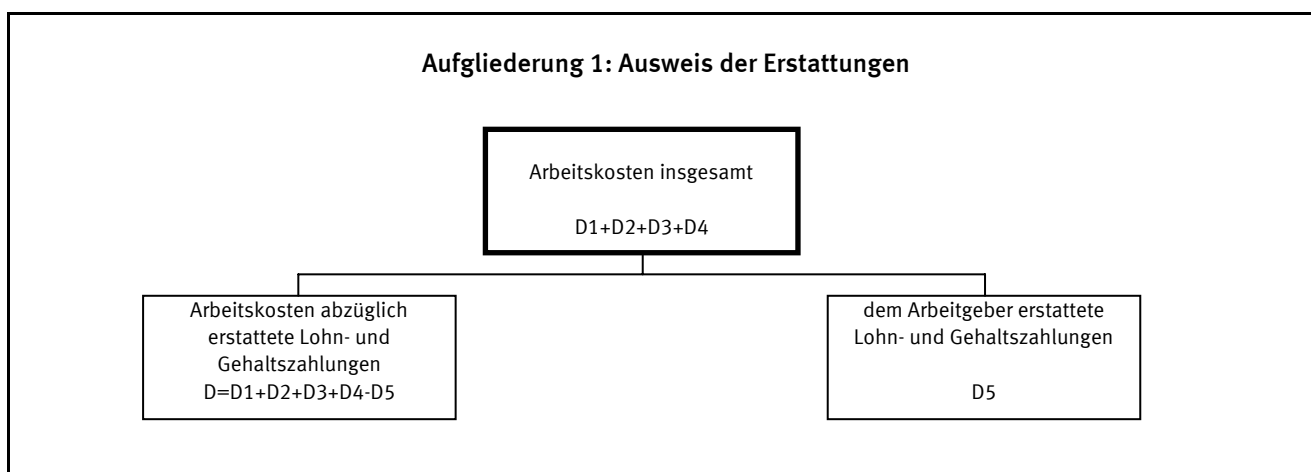 Aufgliederung 1: Ausweis der Erstattungen
Arbeitskosten insgesamt
D1+D2+D3+D4
Arbeitskosten abzüglich
erstattete Lohn- und
Gehaltszahlungen
D=D1+D2+D3+D4-D5
dem Arbeitgeber erstattete
Lohn- und Gehaltszahlungen
D5